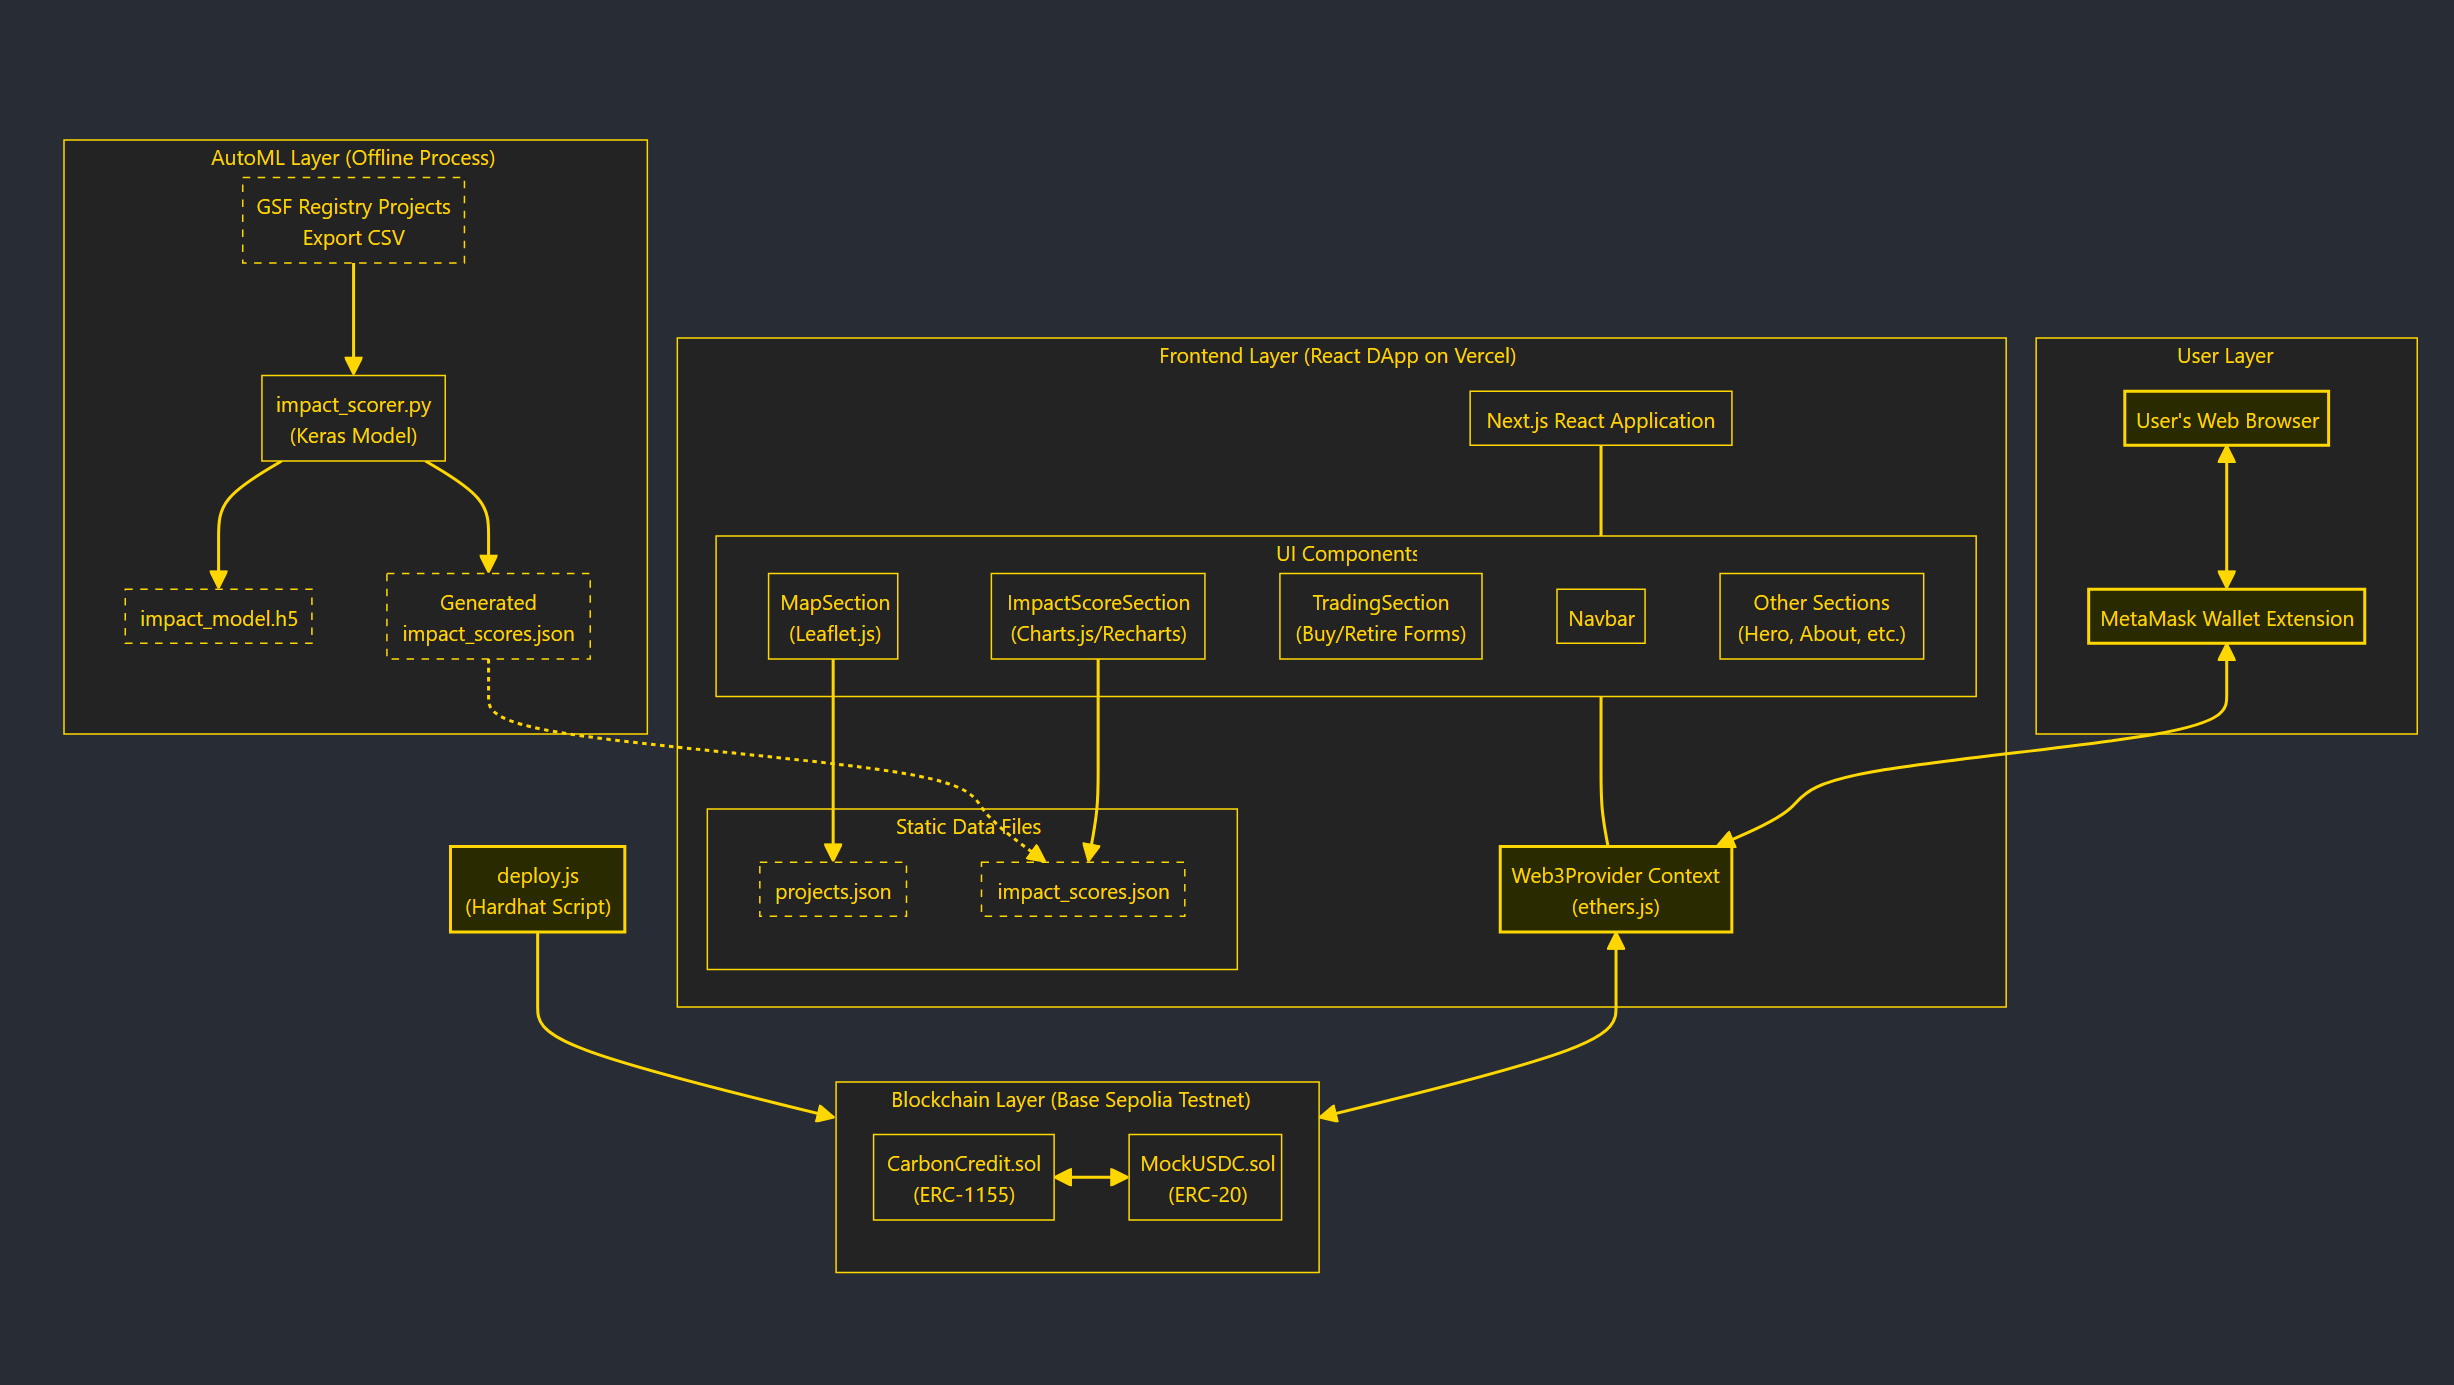 AutoML Layer (Offline Process)
GSF Registry Projects
Export CSV
impact_scorer.py
(Keras Model)
impact_model.h5
Generated
impact_scores.json
Frontend Layer (React DApp on Vercel)
Next.js React Application
UI Components
MapSection
(Leaflet.js)
ImpactScoreSection
(Charts.js/Recharts)
TradingSection
(Buy/Retire Forms)
Navbar
Other Sections
(Hero, About, etc.)
Static Data Files
projects.json
impact_scores.json
Web3Provider Context
(ethers.js)
User Layer
User's Web Browser
MetaMask Wallet Extension
deploy.js
(Hardhat Script)
Blockchain Layer (Base Sepolia Testnet)
CarbonCredit.sol
(ERC-1155)
MockUSDC.sol
(ERC-20)